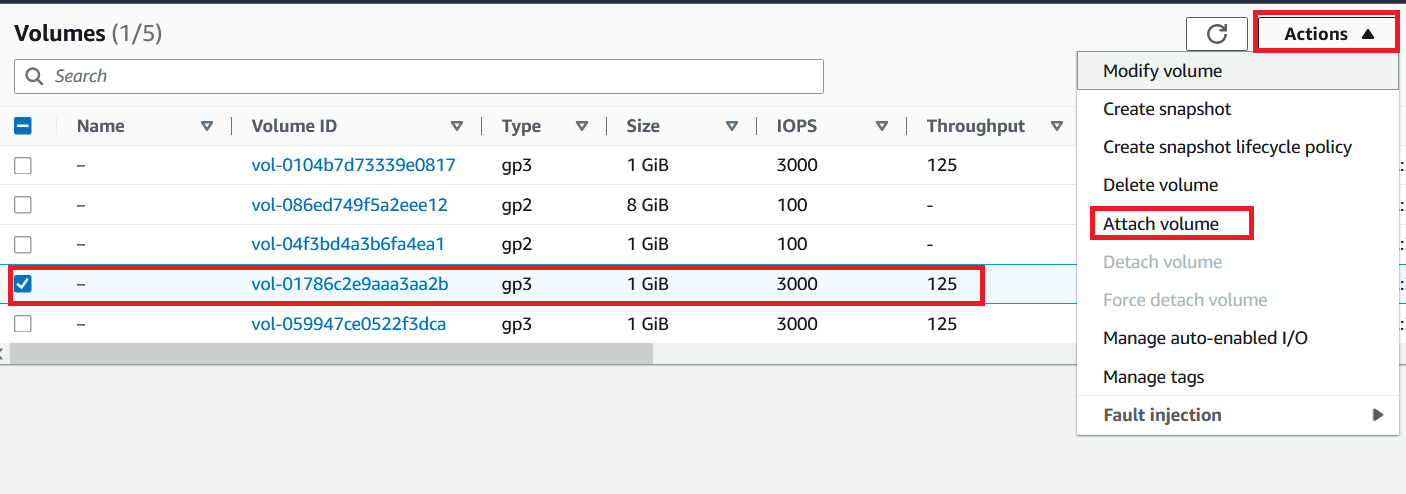 Volumes (1/5)
Actions
Search
Modify volume
Create snapshot
Create snapshot lifecycle policy
Delete volume
Attach volume
Detach volume
Force detach volume
Manage auto-enabled I/O
Manage tags
Fault injection
Name Volume ID Type Size IOPS Throughput
– vol-0104b7d73339e0817 gp3 1 GiB 3000 125
– vol-086ed749f5a2eee12 gp2 8 GiB 100 -
– vol-04f3bd4a3b6fa4ea1 gp2 1 GiB 100 -
– vol-01786c2e9aaa3aa2b gp3 1 GiB 3000 125
– vol-059947ce0522f3dca gp3 1 GiB 3000 125